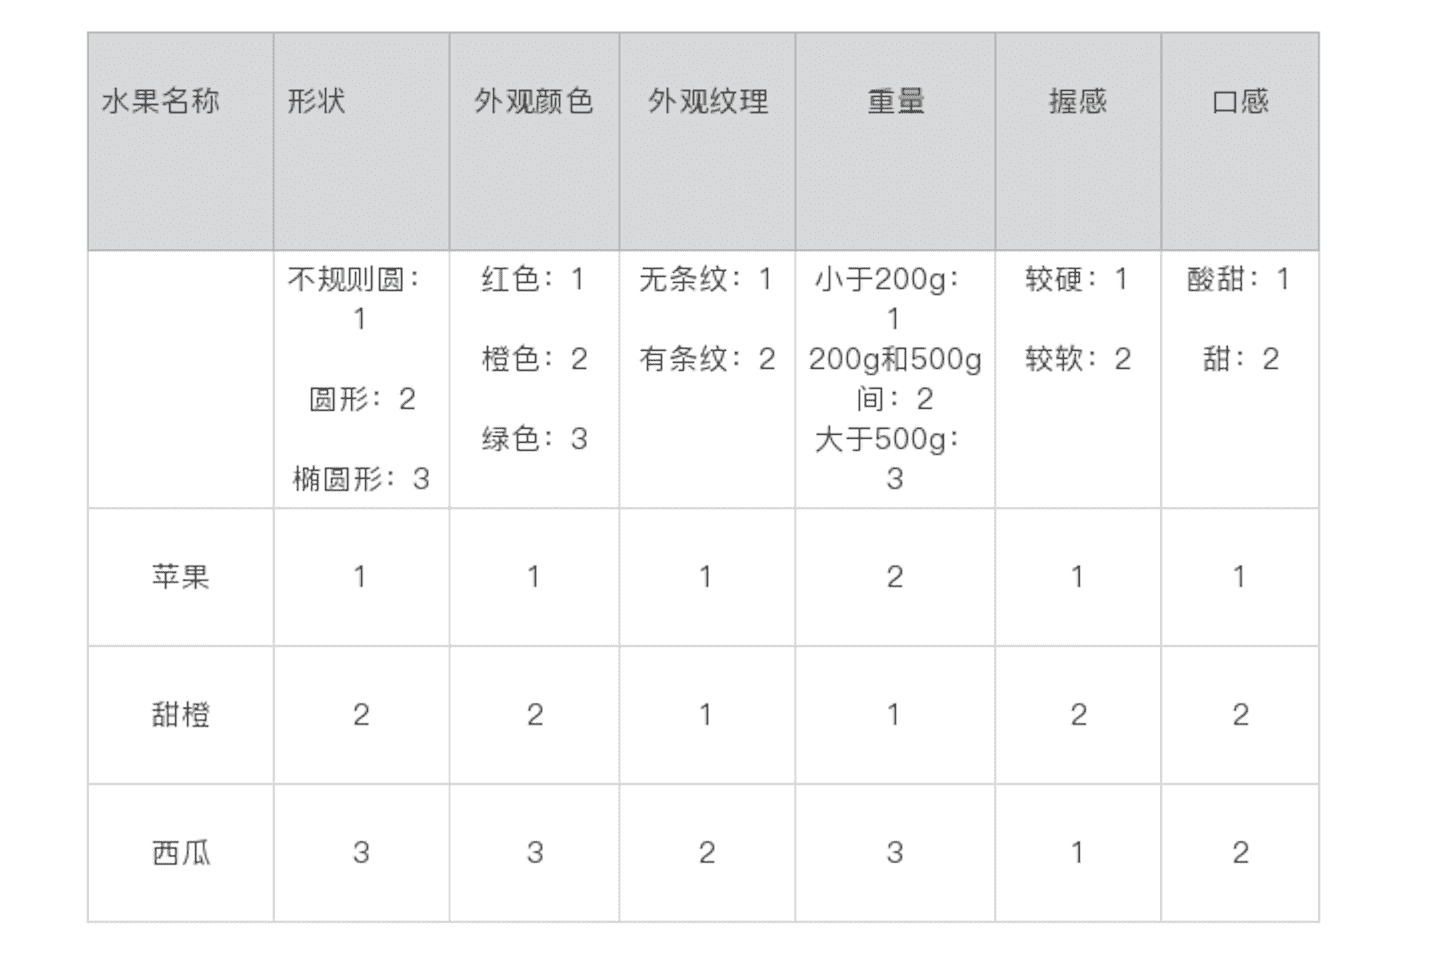 水果名称 形状 外观颜色 外观纹理 重量 握感 口感
不规则圆： 红色：1 无条纹：1 小于200g： 较硬：1 酸甜：1
1 1
橙色：2 有条纹：2 200g和500g 较软：2 甜：2
圆形：2 间：2
绿色：3 大于500g：
椭圆形：3 3
苹果 1 1 1 2 1 1
甜橙 2 2 1 1 2 2
西瓜 3 3 2 3 1 2